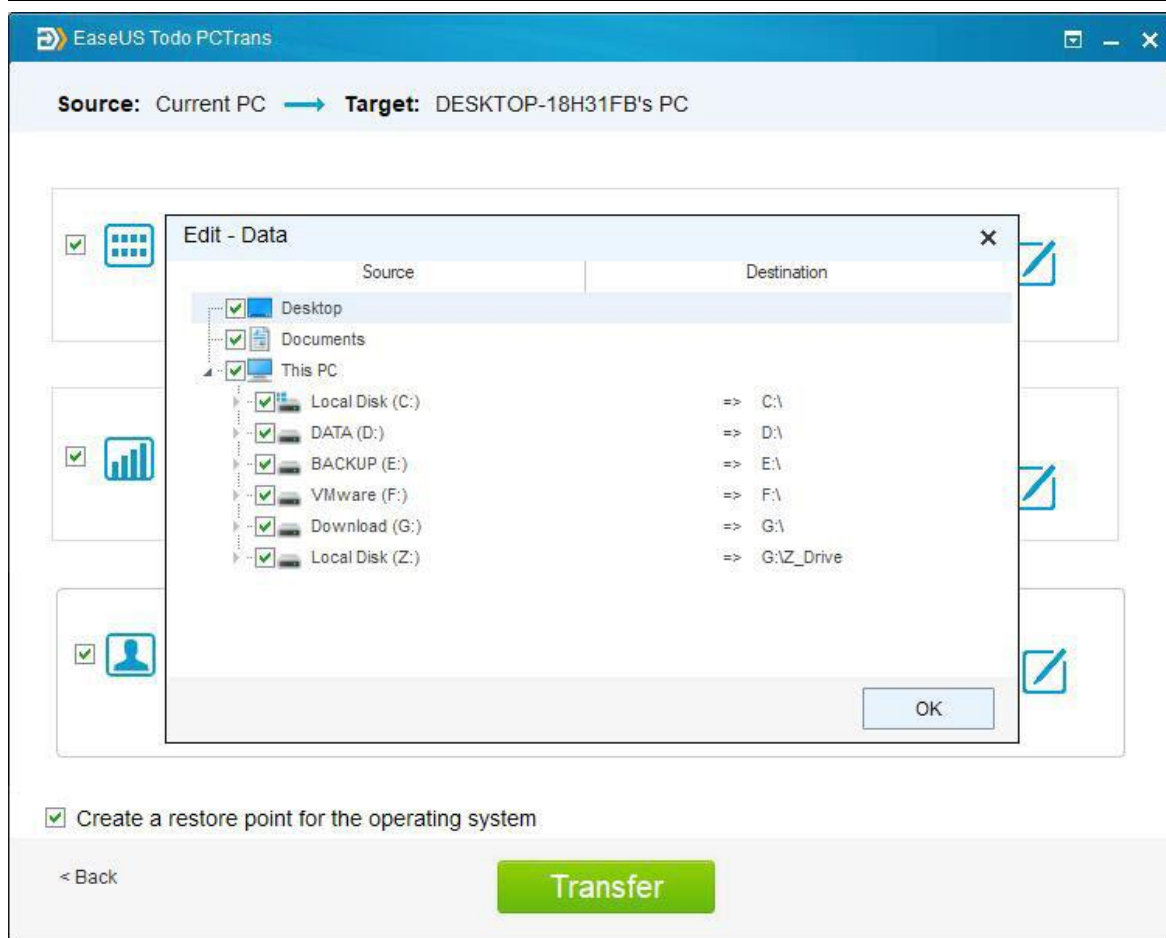 EaseUS Todo PCTrans
Source: Current PC Target: DESKTOP-18H31FB's PC
Edit - Data
Source Destination
Desktop
Documents
This PC
Local Disk (C:) => C:\
DATA (D:) => D:\
BACKUP (E:) => E:\
VMware (F:) => F:\
Download (G:) => G:\
Local Disk (Z:) => G:\Z_Drive
OK
Create a restore point for the operating system
< Back
Transfer